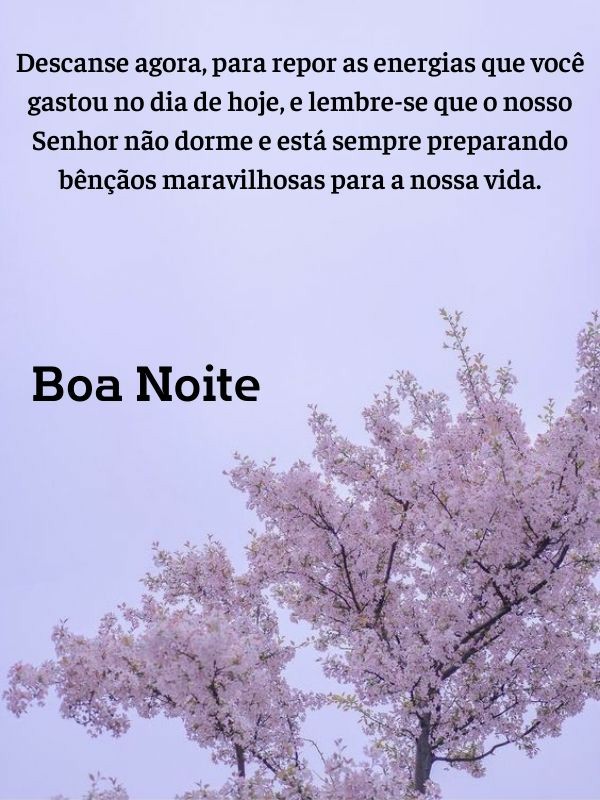 Descanse agora, para repor as energias que você
gastou no dia de hoje, e lembre-se que o nosso
Senhor não dorme e está sempre preparando
bênçãos maravilhosas para a nossa vida.
Boa Noite